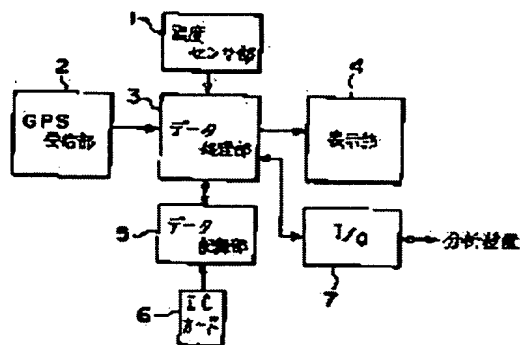 1
温度
センサ部
2
GPS
受信部
3
データ
処理部
4
表示部
5
データ
記録部
6
IC
カード
I/O
7
分析装置